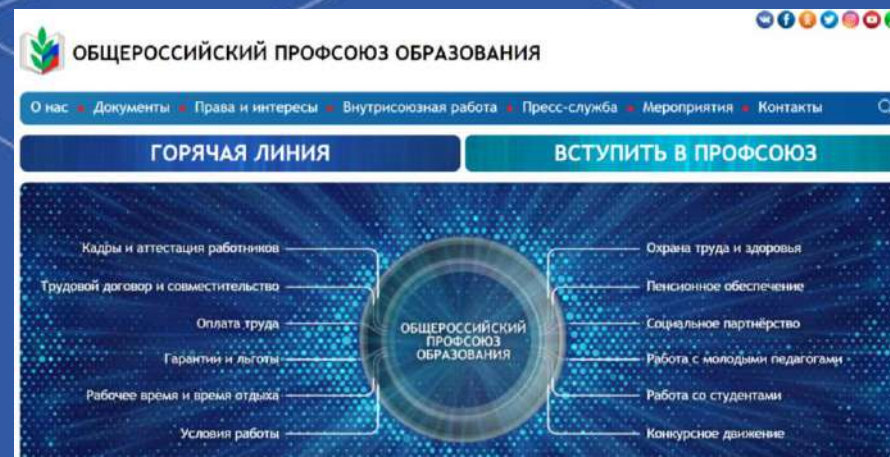 ОБЩЕРОССИЙСКИЙ ПРОФСОЮЗ ОБРАЗОВАНИЯ
О нас Документы Права и интересы Внутрисоюзная работа Пресс-служба Мероприятия Контакты
ГОРЯЧАЯ ЛИНИЯ
ВСТУПИТЬ В ПРОФСОЮЗ
Кадры и аттестация работников
Трудовой договор и совместительство
Оплата труда
Гарантии и льготы
Рабочее время и время отдыха
Условия работы
ОБЩЕРОССИЙСКИЙ
ПРОФСОЮЗ
ОБРАЗОВАНИЯ
Охрана труда и здоровья
Пенсионное обеспечение
Социальное партнёрство
Работа с молодыми педагогами
Работа со студентами
Конкурсное движение